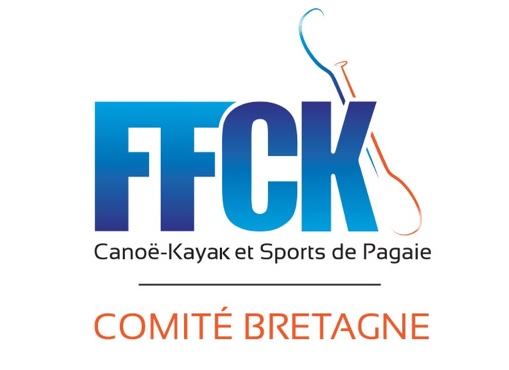 FFCK
Canoë-Kayak et Sports de Pagaie
COMITÉ BRETAGNE